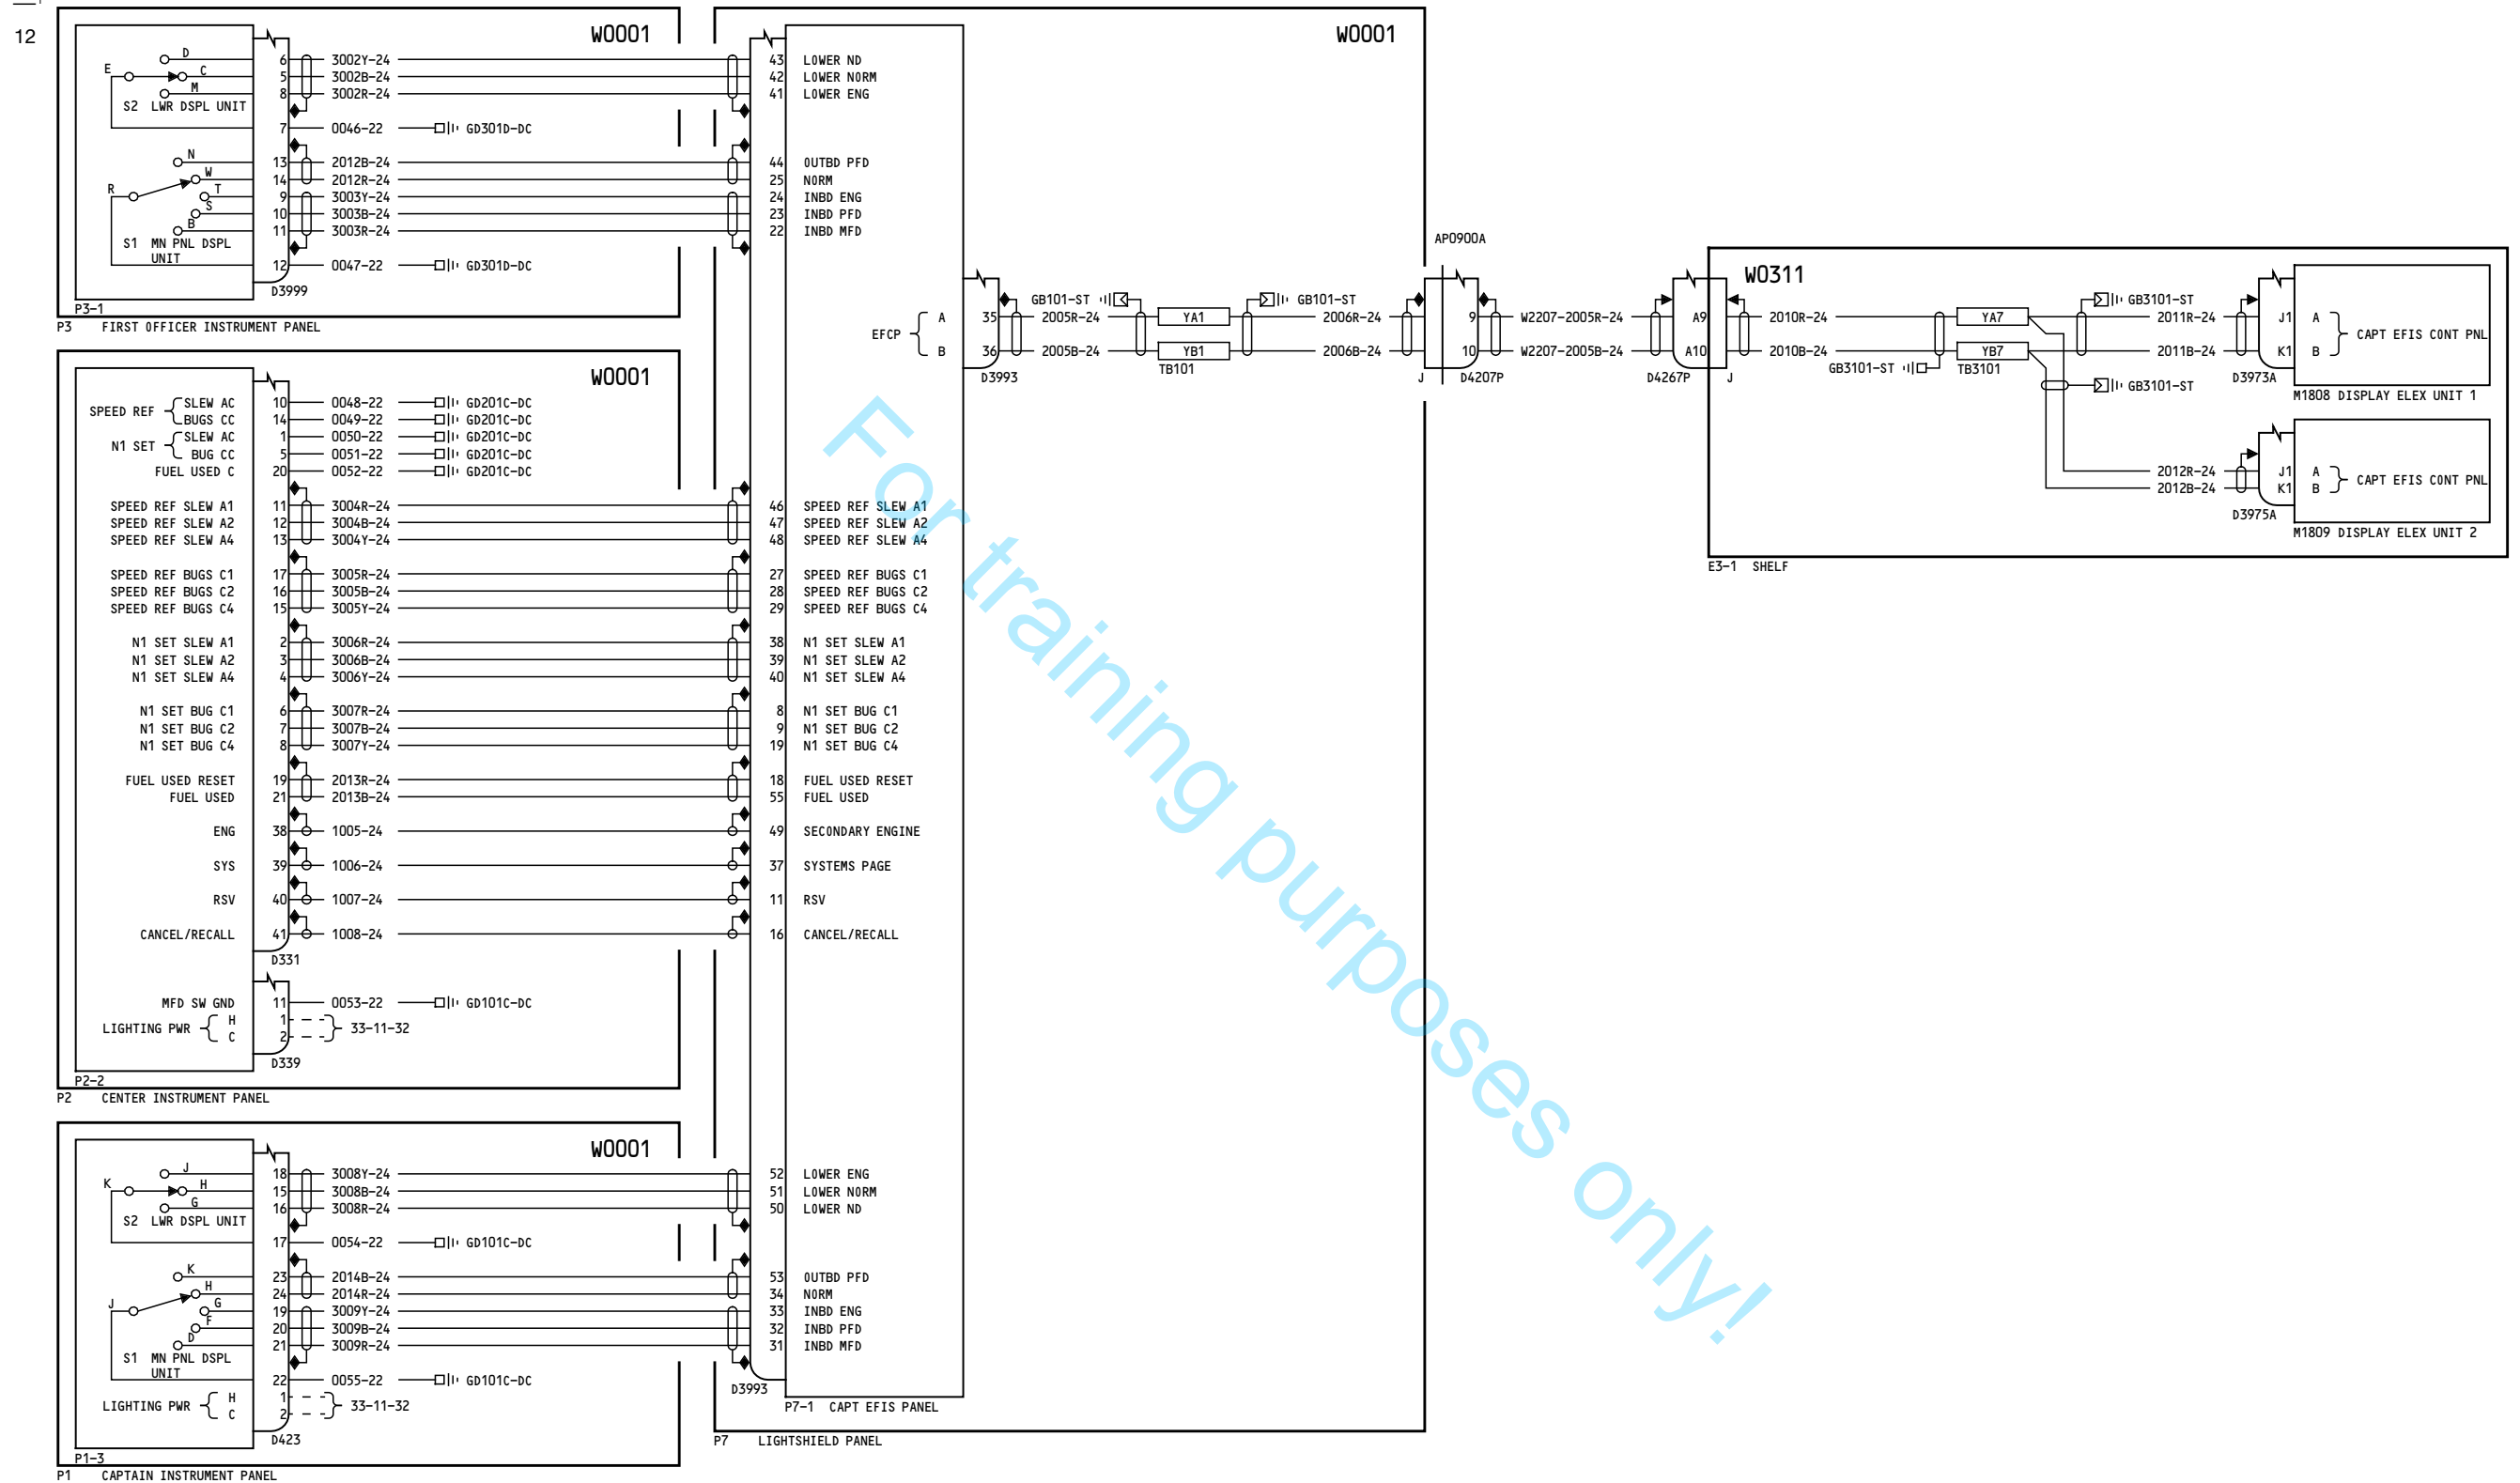 12
W0001
D
E
C
M
S2 LWR DSPL UNIT
6 3002Y-24
5 3002B-24
8 3002R-24
7 0046-22 GD301D-DC
N
W
R
T
S
B
S1 MN PNL DSPL
UNIT
13 2012B-24
14 2012R-24
9 3003Y-24
10 3003B-24
11 3003R-24
12 0047-22 GD301D-DC
D3999
P3-1
P3 FIRST OFFICER INSTRUMENT PANEL
W0001
SPEED REF
SLEW AC 10 0048-22 GD201C-DC
BUGS CC 14 0049-22 GD201C-DC
N1 SET
SLEW AC 1 0050-22 GD201C-DC
BUG CC 5 0051-22 GD201C-DC
FUEL USED C 20 0052-22 GD201C-DC
SPEED REF SLEW A1 11 3004R-24
SPEED REF SLEW A2 12 3004B-24
SPEED REF SLEW A4 13 3004Y-24
SPEED REF BUGS C1 17 3005R-24
SPEED REF BUGS C2 16 3005B-24
SPEED REF BUGS C4 15 3005Y-24
N1 SET SLEW A1 2 3006R-24
N1 SET SLEW A2 3 3006B-24
N1 SET SLEW A4 4 3006Y-24
N1 SET BUG C1 6 3007R-24
N1 SET BUG C2 7 3007B-24
N1 SET BUG C4 8 3007Y-24
FUEL USED RESET 19 2013R-24
FUEL USED 21 2013B-24
ENG 38 1005-24
SYS 39 1006-24
RSV 40 1007-24
CANCEL/RECALL 41 1008-24
D331
MFD SW GND 11 0053-22 GD101C-DC
LIGHTING PWR
H 1
C 2
33-11-32
D339
P2-2
P2 CENTER INSTRUMENT PANEL
W0001
J
K
H
G
S2 LWR DSPL UNIT
18 3008Y-24
15 3008B-24
16 3008R-24
17 0054-22 GD101C-DC
K
H
J
G
F
D
S1 MN PNL DSPL
UNIT
23 2014B-24
24 2014R-24
19 3009Y-24
20 3009B-24
21 3009R-24
22 0055-22 GD101C-DC
LIGHTING PWR
H 1
C 2
33-11-32
D423
P1-3
P1 CAPTAIN INSTRUMENT PANEL
W0001
43 LOWER ND
42 LOWER NORM
41 LOWER ENG
44 OUTBD PFD
25 NORM
24 INBD ENG
23 INBD PFD
22 INBD MFD
46 SPEED REF SLEW A1
47 SPEED REF SLEW A2
48 SPEED REF SLEW A4
27 SPEED REF BUGS C1
28 SPEED REF BUGS C2
29 SPEED REF BUGS C4
38 N1 SET SLEW A1
39 N1 SET SLEW A2
40 N1 SET SLEW A4
8 N1 SET BUG C1
9 N1 SET BUG C2
19 N1 SET BUG C4
18 FUEL USED RESET
55 FUEL USED
49 SECONDARY ENGINE
37 SYSTEMS PAGE
11 RSV
16 CANCEL/RECALL
52 LOWER ENG
51 LOWER NORM
50 LOWER ND
53 OUTBD PFD
34 NORM
33 INBD ENG
32 INBD PFD
31 INBD MFD
D3993
P7-1 CAPT EFIS PANEL
P7 LIGHTSHIELD PANEL
EFCP
A 35
B 36
D3993
GB101-ST
2005R-24 YA1 2006R-24
2005B-24 YB1 2006B-24
TB101
GB101-ST
AP0900A
9
10
J D4207P
W2207-2005R-24
W2207-2005B-24
A9
A10
D4267P J
W0311
2010R-24 YA7 2011R-24
2010B-24 YB7 2011B-24
GB3101-ST
TB3101
GB3101-ST
GB3101-ST
J1 A
K1 B
CAPT EFIS CONT PNL
D3973A
M1808 DISPLAY ELEX UNIT 1
2012R-24 J1 A
2012B-24 K1 B
CAPT EFIS CONT PNL
D3975A
M1809 DISPLAY ELEX UNIT 2
E3-1 SHELF
For training purposes only!